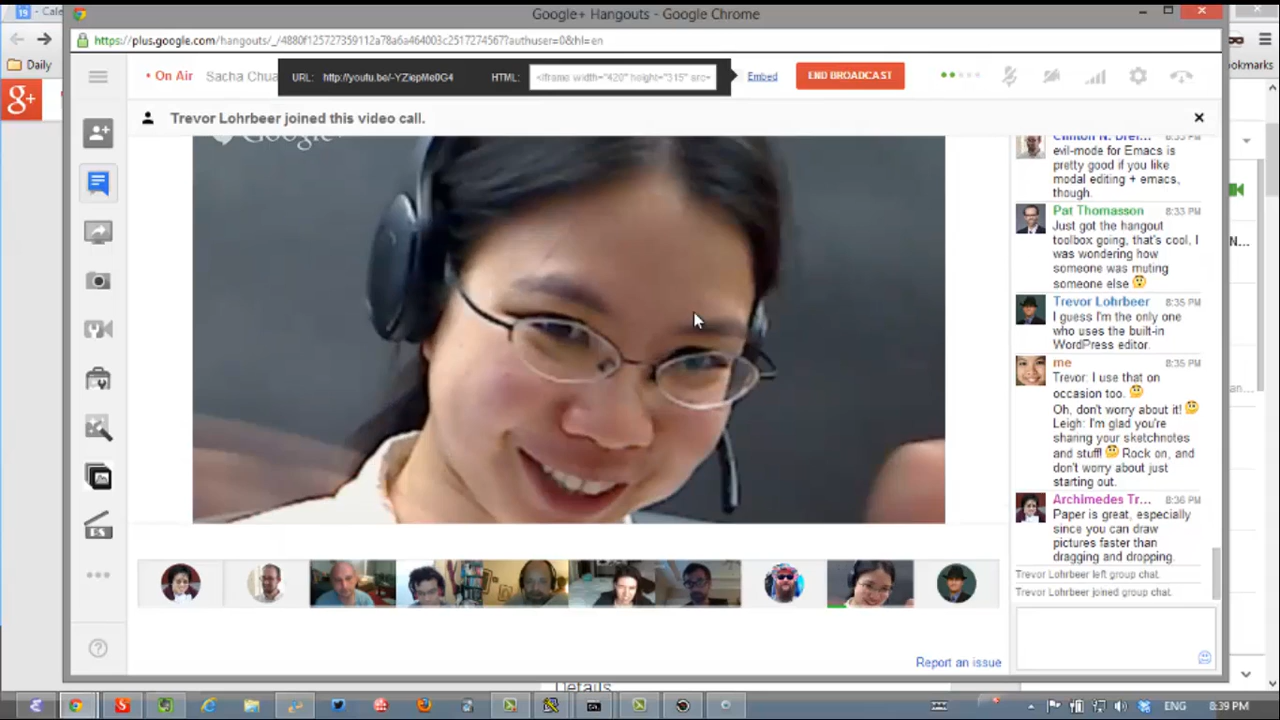 Google+ Hangouts - Google Chrome
https://plus.google.com/hangouts/_/4880f125727359112a78a6a464003c2517274567?authuser=0&hl=en
Daily
ookmarks
g+
• On Air
Sacha Chua
URL: http://youtu.be/-YZiepMe0G4
HTML: <iframe width="420" height="315" src=
Embed
END BROADCAST
Trevor Lohrbeer joined this video call.
evil-mode for Emacs is
pretty good if you like
modal editing + emacs,
though.
Pat Thomasson 8:33 PM
Just got the hangout
toolbox going, that's cool, I
was wondering how
someone was muting
someone else
Trevor Lohrbeer 8:35 PM
I guess I'm the only one
who uses the built-in
WordPress editor.
me 8:35 PM
Trevor: I use that on
occasion too.
Oh, don't worry about it!
Leigh: I'm glad you're
sharing your sketchnotes
and stuff! Rock on, and
don't worry about just
starting out.
Archimedes Tr... 8:36 PM
Paper is great, especially
since you can draw
pictures faster than
dragging and dropping.
Trevor Lohrbeer left group chat.
Trevor Lohrbeer joined group chat.
N...
Report an issue
Details
ENG
8:39 PM